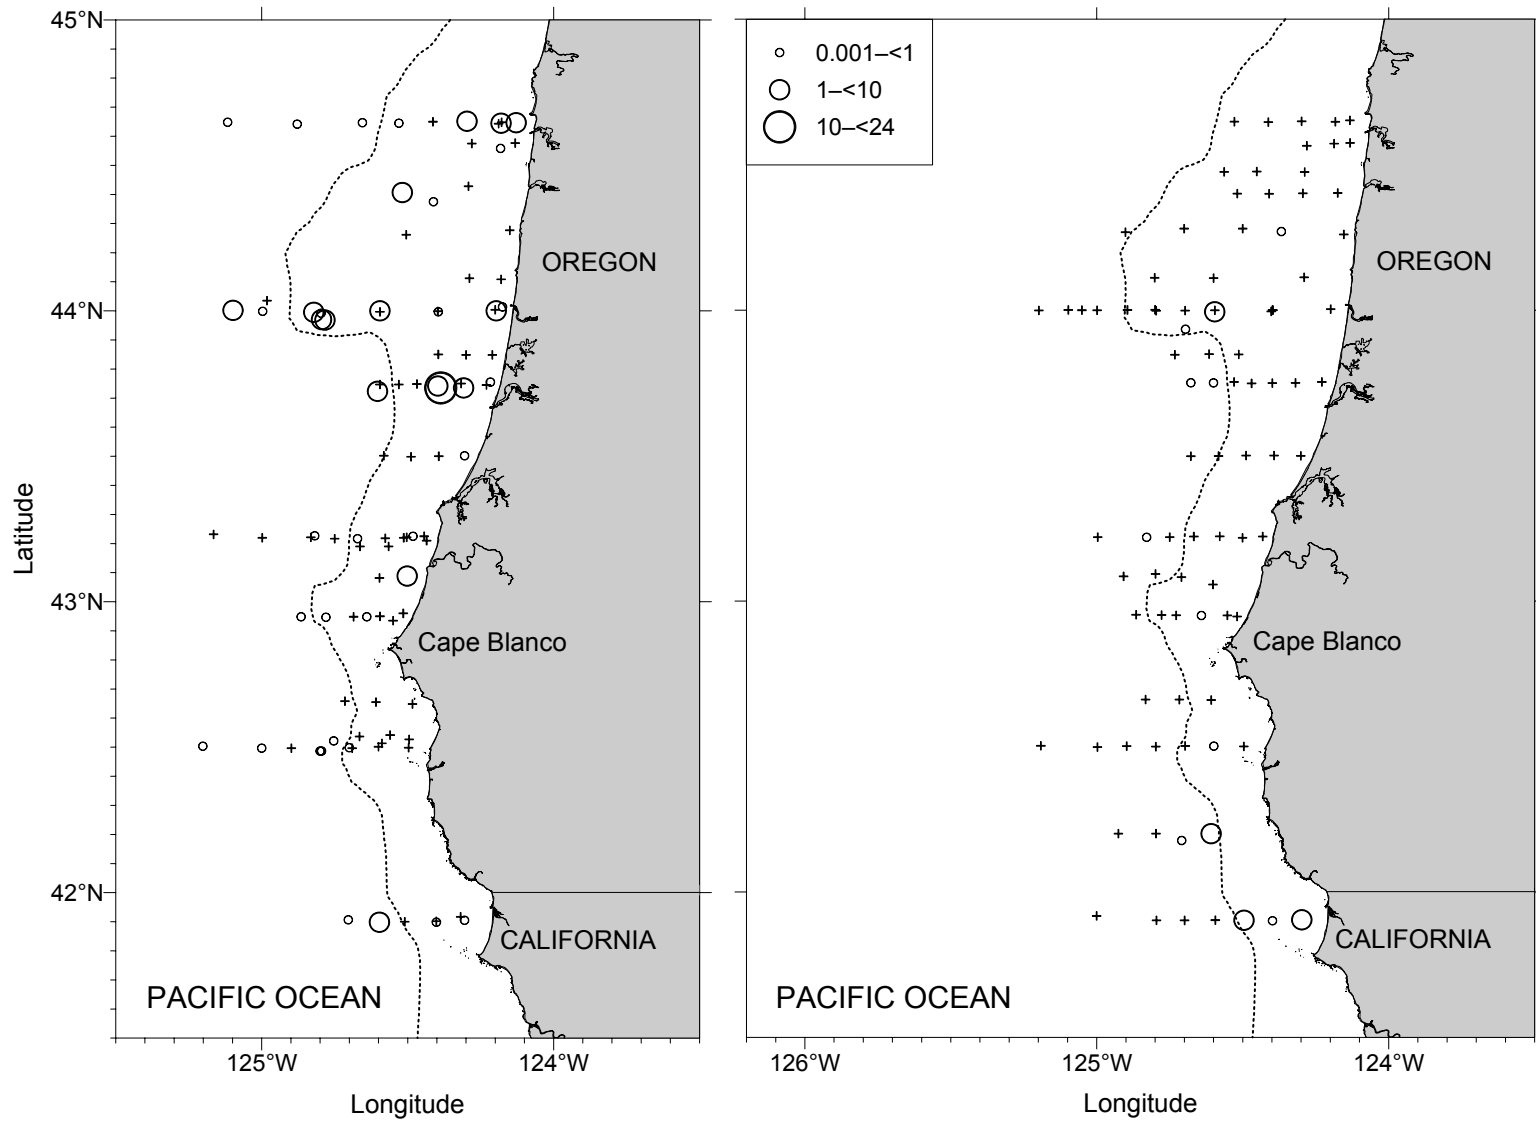 45°N
44°N
43°N
42°N
Latitude
OREGON
Cape Blanco
CALIFORNIA
PACIFIC OCEAN
125°W
124°W
Longitude
0.001–<1
1–<10
10–<24
OREGON
Cape Blanco
CALIFORNIA
PACIFIC OCEAN
126°W
125°W
124°W
Longitude